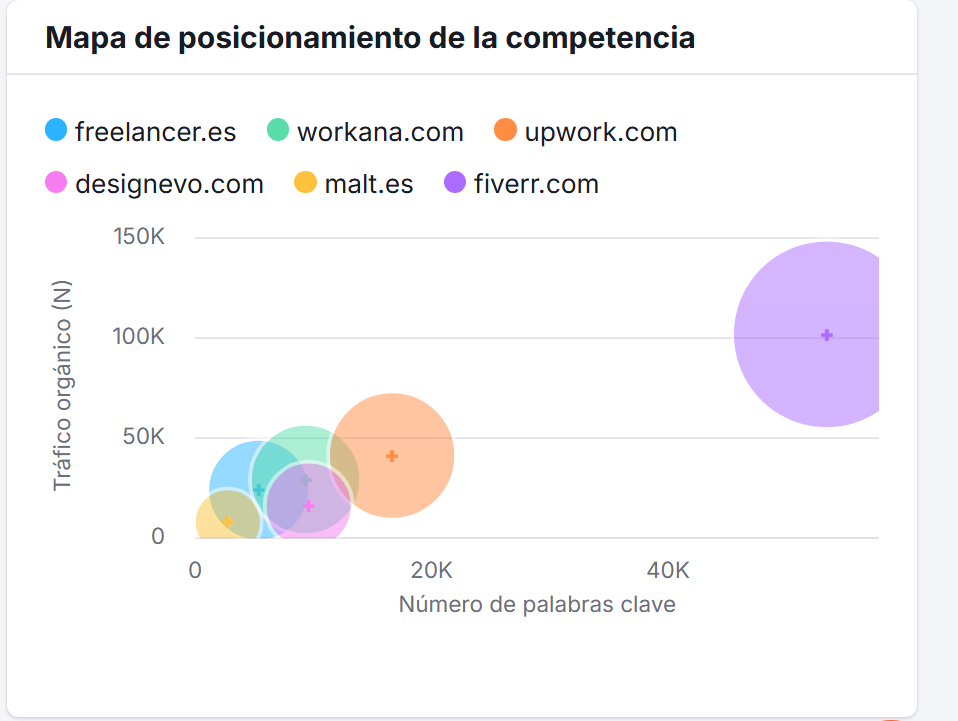 Mapa de posicionamiento de la competencia
freelancer.es workana.com upwork.com
designevo.com malt.es fiverr.com
150K
100K
50K
0
Tráfico orgánico (N)
0 20K 40K
Número de palabras clave